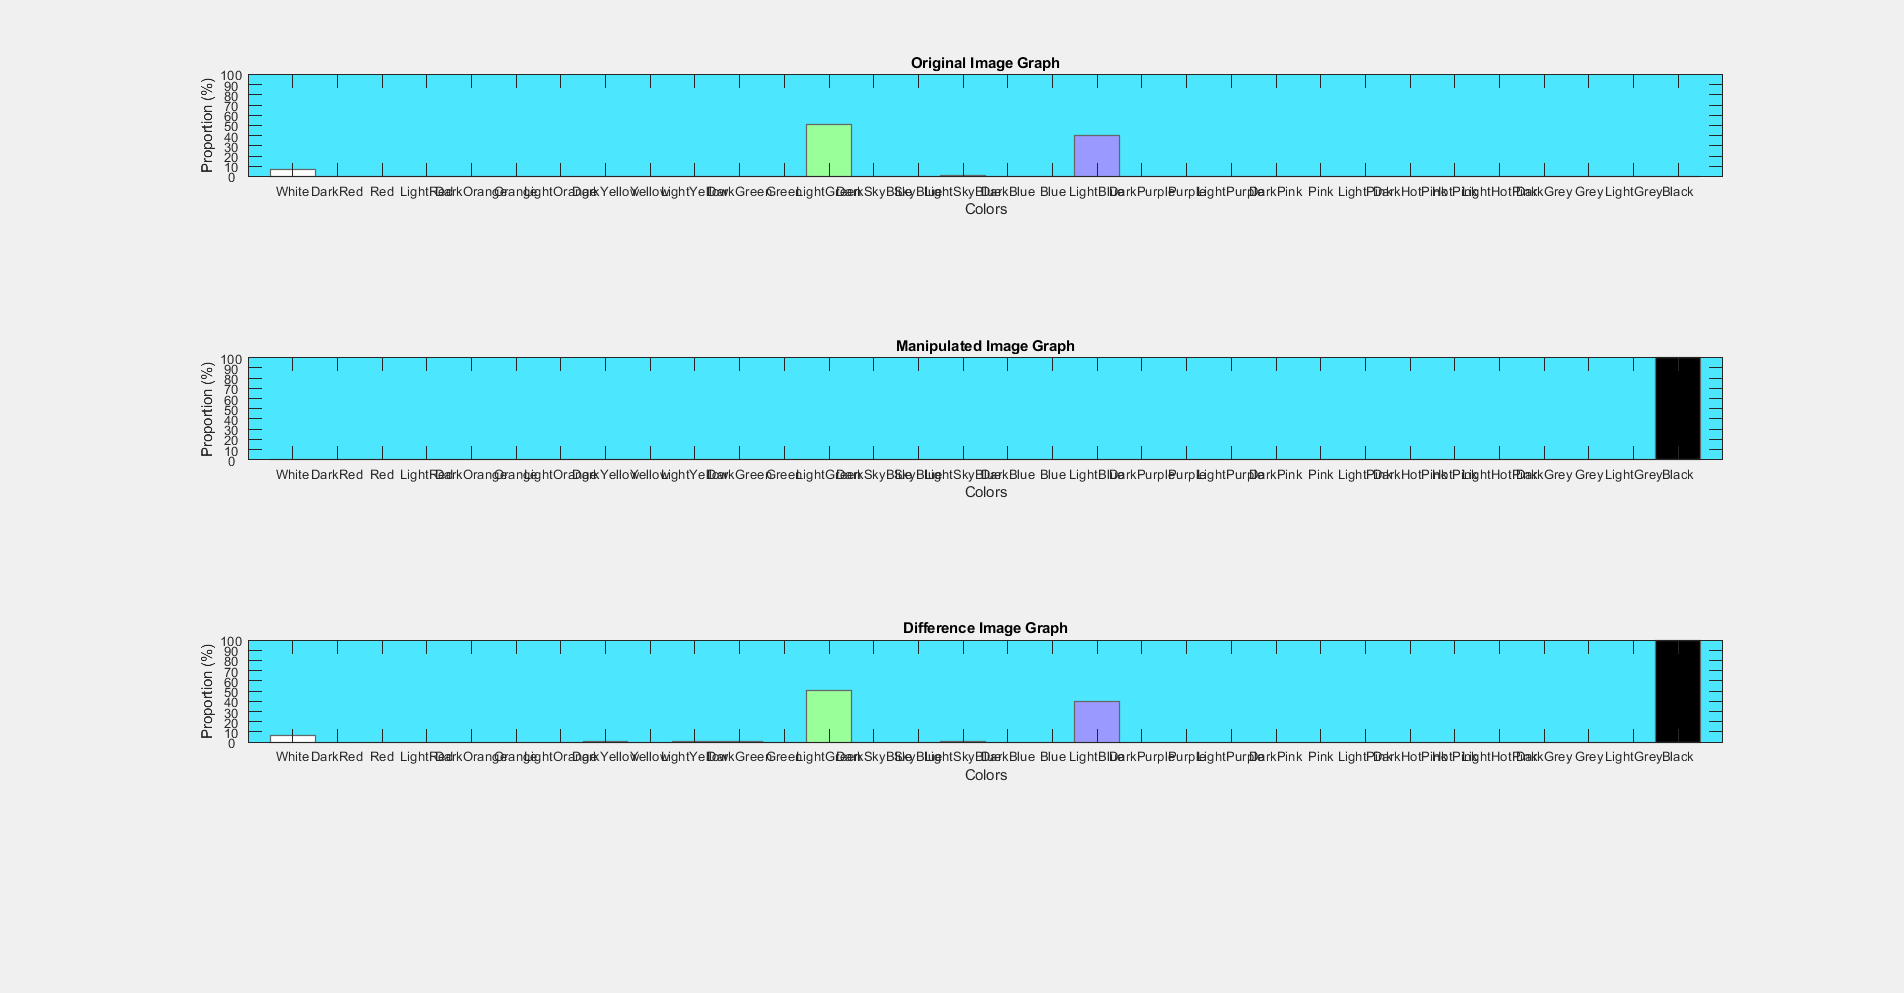 Original Image Graph
Proportion (%)
100
90
80
70
60
50
40
30
20
10
0
White DarkRed Red LightRed DarkOrange Orange LightOrange DarkYellow Yellow LightYellow DarkGreen Green LightGreen DarkSkyBlue SkyBlue LightSkyBlue DarkBlue Blue LightBlue DarkPurple Purple LightPurple DarkPink Pink LightPink DarkHotPink HotPink LightHotPink DarkGrey Grey LightGrey Black
Colors
Manipulated Image Graph
Proportion (%)
100
90
80
70
60
50
40
30
20
10
0
White DarkRed Red LightRed DarkOrange Orange LightOrange DarkYellow Yellow LightYellow DarkGreen Green LightGreen DarkSkyBlue SkyBlue LightSkyBlue DarkBlue Blue LightBlue DarkPurple Purple LightPurple DarkPink Pink LightPink DarkHotPink HotPink LightHotPink DarkGrey Grey LightGrey Black
Colors
Difference Image Graph
Proportion (%)
100
90
80
70
60
50
40
30
20
10
0
White DarkRed Red LightRed DarkOrange Orange LightOrange DarkYellow Yellow LightYellow DarkGreen Green LightGreen DarkSkyBlue SkyBlue LightSkyBlue DarkBlue Blue LightBlue DarkPurple Purple LightPurple DarkPink Pink LightPink DarkHotPink HotPink LightHotPink DarkGrey Grey LightGrey Black
Colors